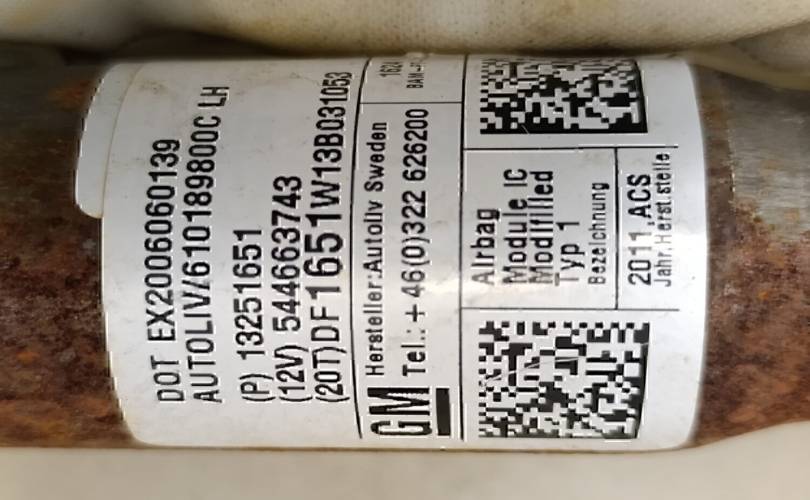 DOT EX2006060139
AUTOLIV/610189800C LH
(P) 13251651
(12V) 544663743
(20T)DF1651W13B031053
GM
Hersteller:Autoliv Sweden
Tel.:+46(0)322 626200
Airbag
Module IC
Modified
Typ 1
Bezeichnung
2011,ACS
Jahr,Herst.stelle